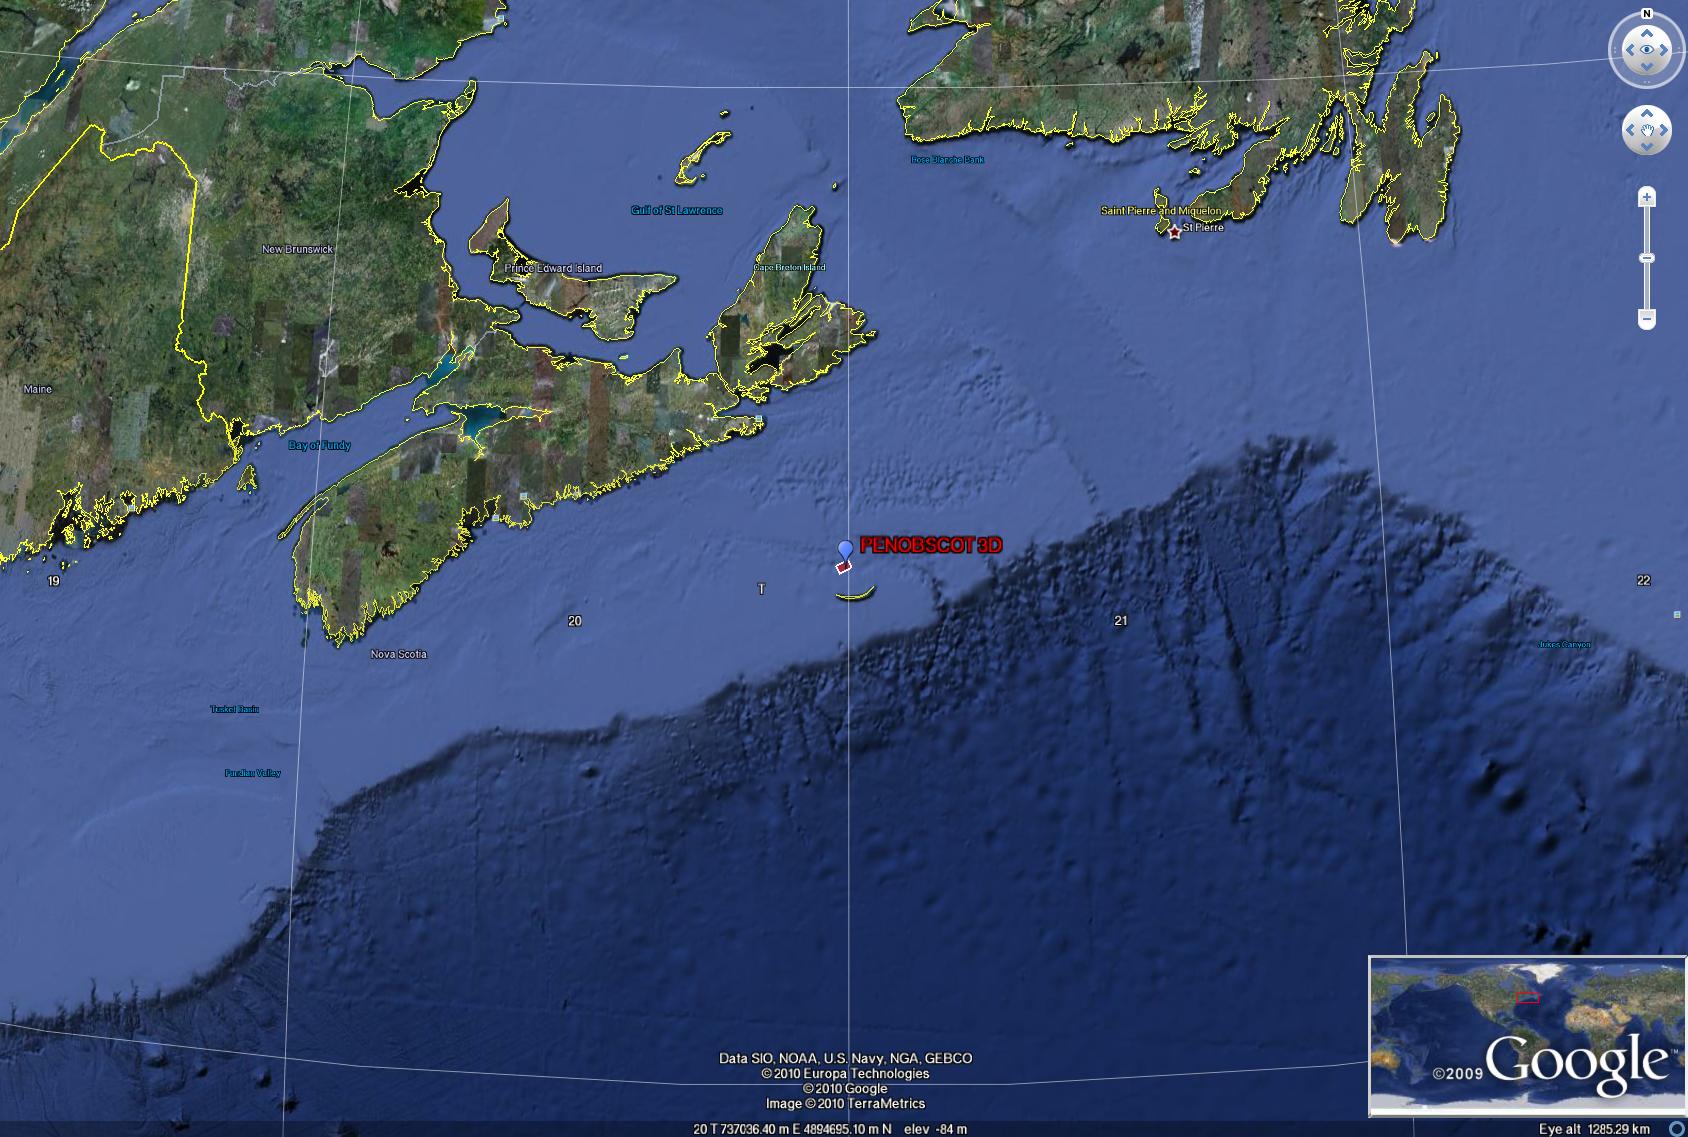 N
Rose Blanche Bank
Gulf of St Lawrence
Saint Pierre and Miquelon
St Pierre
New Brunswick
Prince Edward Island
Cape Breton Island
Maine
Bay of Fundy
PENOBSCOT 3D
19
T
22
20
21
Nova Scotia
Jukes Canyon
Tusket Basin
Fundian Valley
Data SIO, NOAA, U.S. Navy, NGA, GEBCO
© 2010 Europa Technologies
© 2010 Google
Image © 2010 TerraMetrics
©2009 Google™
20 T 737036.40 m E 4894695.10 m N elev -84 m
Eye alt 1285.29 km